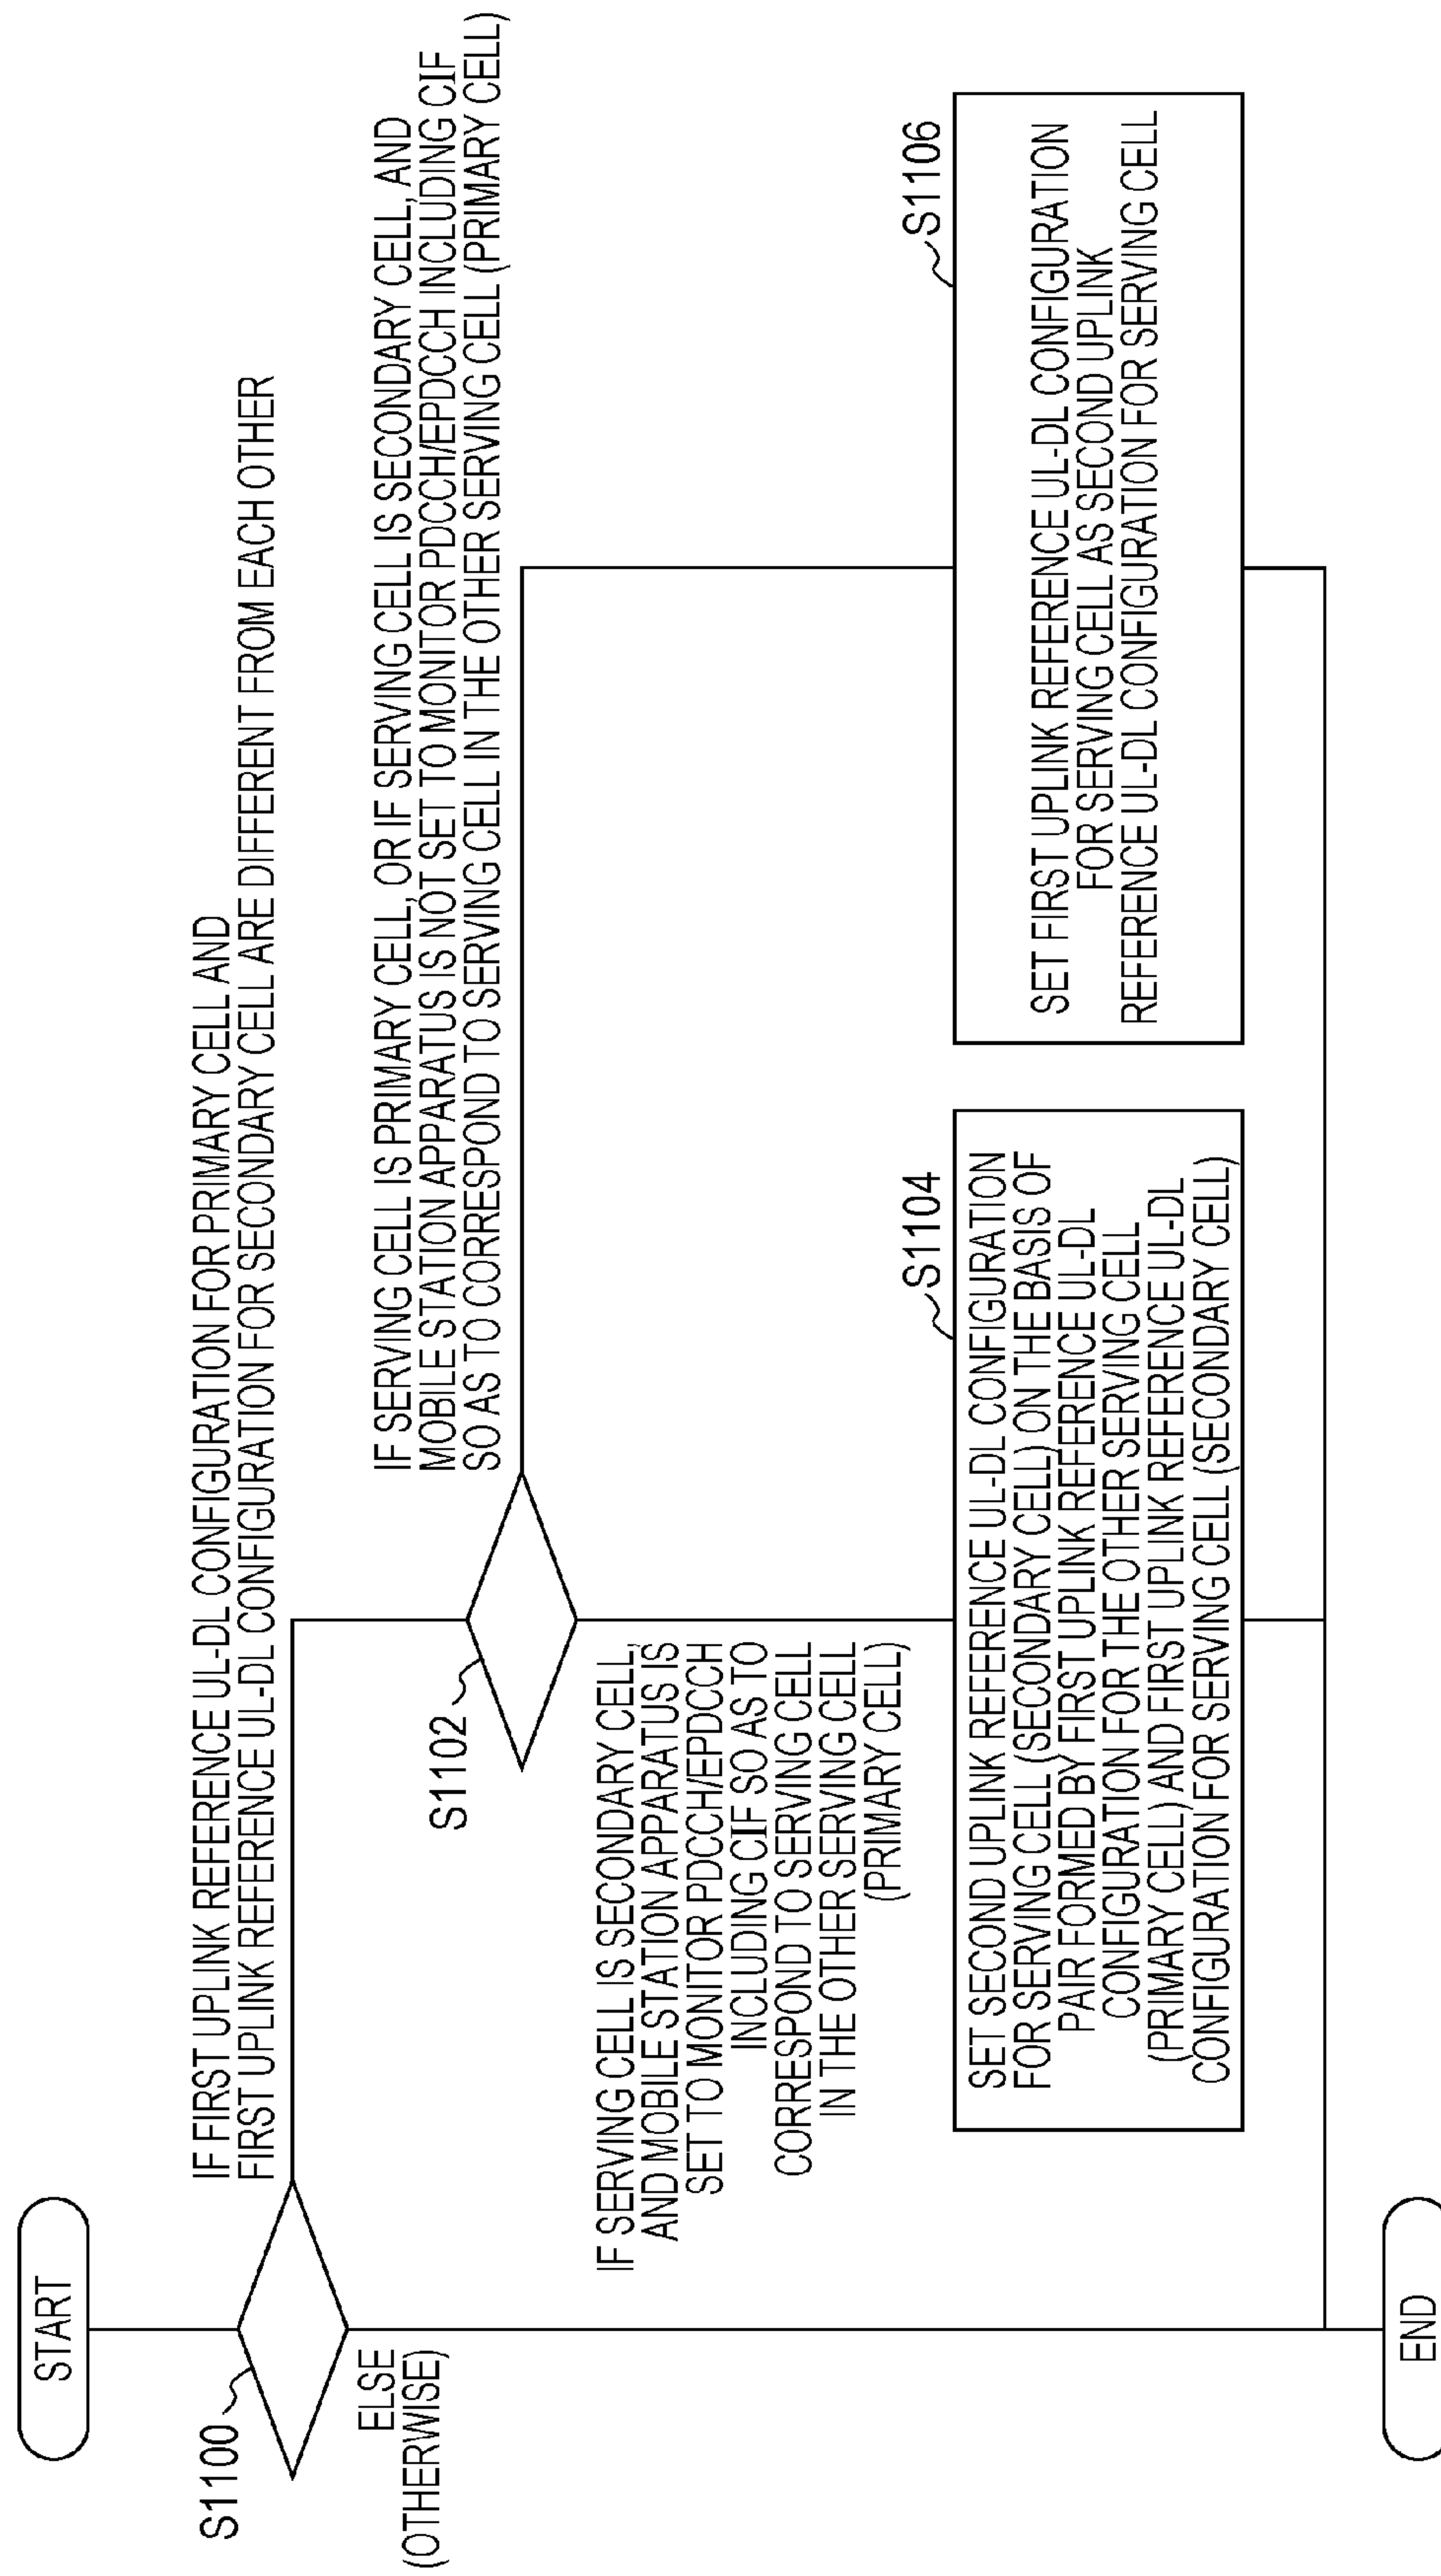 START
S1100
IF FIRST UPLINK REFERENCE UL-DL CONFIGURATION FOR PRIMARY CELL AND
FIRST UPLINK REFERENCE UL-DL CONFIGURATION FOR SECONDARY CELL ARE DIFFERENT FROM EACH OTHER
ELSE
(OTHERWISE)
S1102
IF SERVING CELL IS PRIMARY CELL, OR IF SERVING CELL IS SECONDARY CELL, AND
MOBILE STATION APPARATUS IS NOT SET TO MONITOR PDCCH/EPDCCH INCLUDING CIF
SO AS TO CORRESPOND TO SERVING CELL IN THE OTHER SERVING CELL (PRIMARY CELL)
IF SERVING CELL IS SECONDARY CELL,
AND MOBILE STATION APPARATUS IS
SET TO MONITOR PDCCH/EPDCCH
INCLUDING CIF SO AS TO
CORRESPOND TO SERVING CELL
IN THE OTHER SERVING CELL
(PRIMARY CELL)
S1104
SET SECOND UPLINK REFERENCE UL-DL CONFIGURATION
FOR SERVING CELL (SECONDARY CELL) ON THE BASIS OF
PAIR FORMED BY FIRST UPLINK REFERENCE UL-DL
CONFIGURATION FOR THE OTHER SERVING CELL
(PRIMARY CELL) AND FIRST UPLINK REFERENCE UL-DL
CONFIGURATION FOR SERVING CELL (SECONDARY CELL)
S1106
SET FIRST UPLINK REFERENCE UL-DL CONFIGURATION
FOR SERVING CELL AS SECOND UPLINK
REFERENCE UL-DL CONFIGURATION FOR SERVING CELL
END